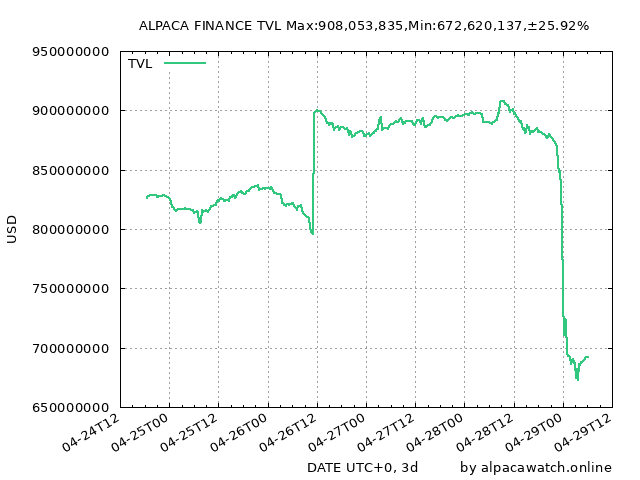 ALPACA FINANCE TVL Max:908,053,835,Min:672,620,137,±25.92%
TVL
950000000
900000000
850000000
800000000
750000000
700000000
650000000
USD
04-24T12
04-25T00
04-25T12
04-26T00
04-26T12
04-27T00
04-27T12
04-28T00
04-28T12
04-29T00
04-29T12
DATE UTC+0, 3d
by alpacawatch.online